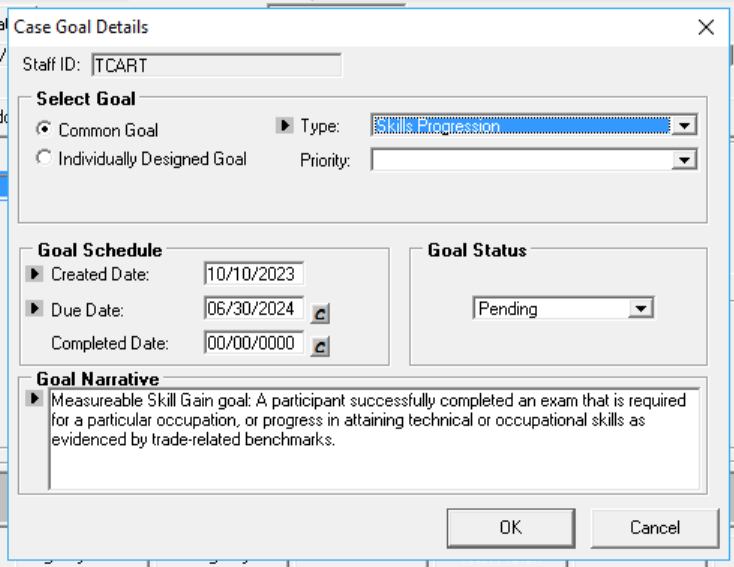 Case Goal Details
Staff ID: TCART
Select Goal
Common Goal
Type: Skills Progression
Individually Designed Goal
Priority:
Goal Schedule
Created Date: 10/10/2023
Due Date: 06/30/2024 C
Completed Date: 00/00/0000 C
Goal Status
Pending
Goal Narrative
Measureable Skill Gain goal: A participant successfully completed an exam that is required
for a particular occupation, or progress in attaining technical or occupational skills as
evidenced by trade-related benchmarks.
OK Cancel